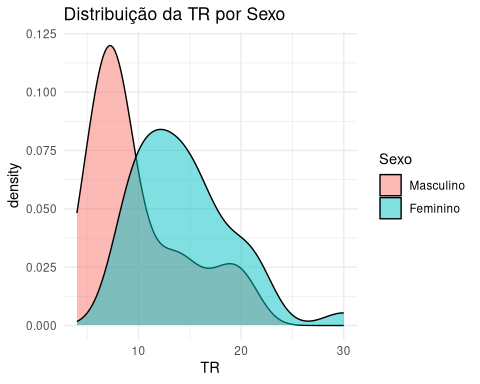 Distribuição da TR por Sexo
0.125
0.100
0.075
0.050
0.025
0.000
density
10
20
30
TR
Sexo
Masculino
Feminino